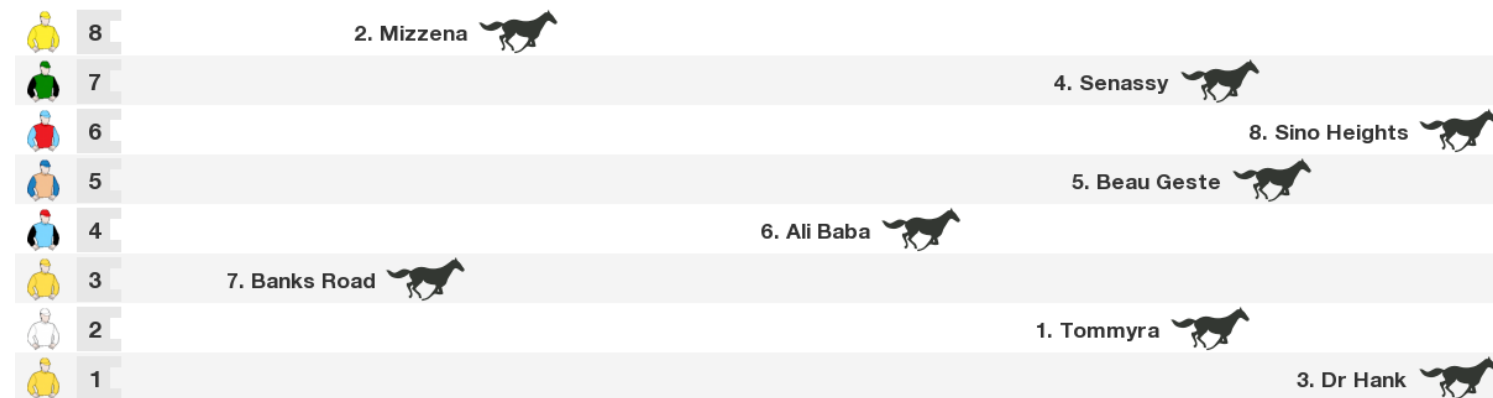 8 2. Mizzena
7 4. Senassy
6 8. Sino Heights
5 5. Beau Geste
4 6. Ali Baba
3 7. Banks Road
2 1. Tommyra
1 3. Dr Hank